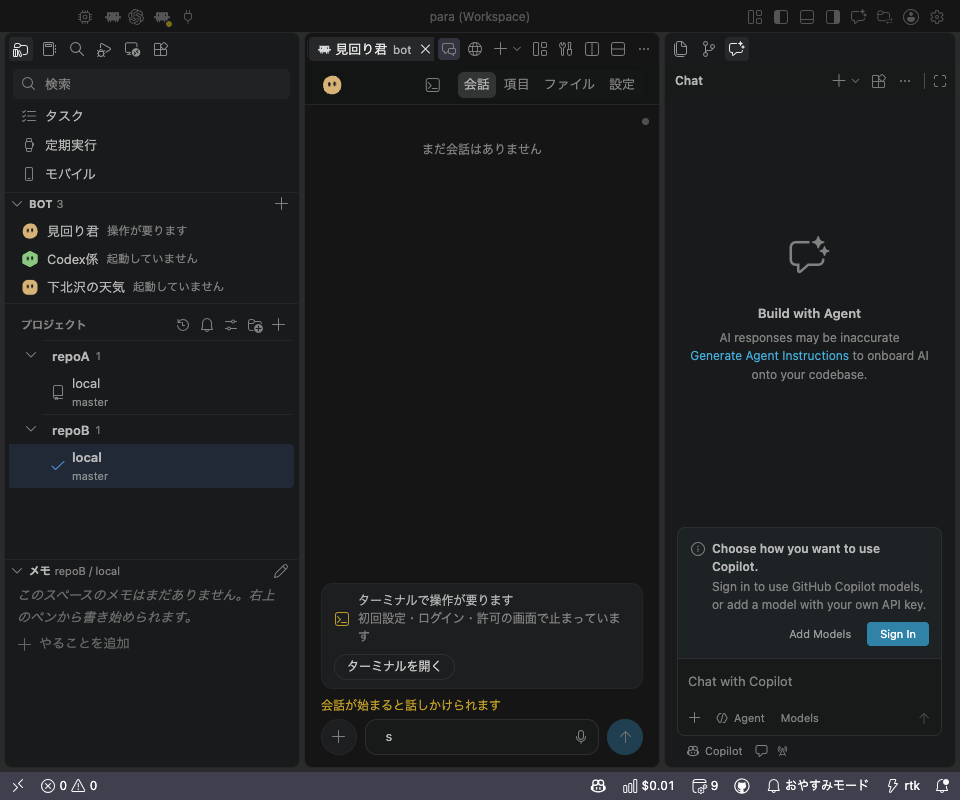 para (Workspace)
検索
タスク
定期実行
モバイル
BOT 3
見回り君 操作が要ります
Codex係 起動していません
下北沢の天気 起動していません
プロジェクト
repoA 1
local
master
repoB 1
local
master
メモ repoB / local
このスペースのメモはまだありません。右上
のペンから書き始められます。
やることを追加
見回り君 bot
会話 項目 ファイル 設定
まだ会話はありません
ターミナルで操作が要ります
初回設定・ログイン・許可の画面で止まっていま
す
ターミナルを開く
会話が始まると話しかけられます
s
Chat
Build with Agent
AI responses may be inaccurate
Generate Agent Instructions to onboard AI
onto your codebase.
Choose how you want to use
Copilot.
Sign in to use GitHub Copilot models,
or add a model with your own API key.
Add Models Sign In
Chat with Copilot
Agent Models
Copilot
0 0 $0.01 9 おやすみモード rtk